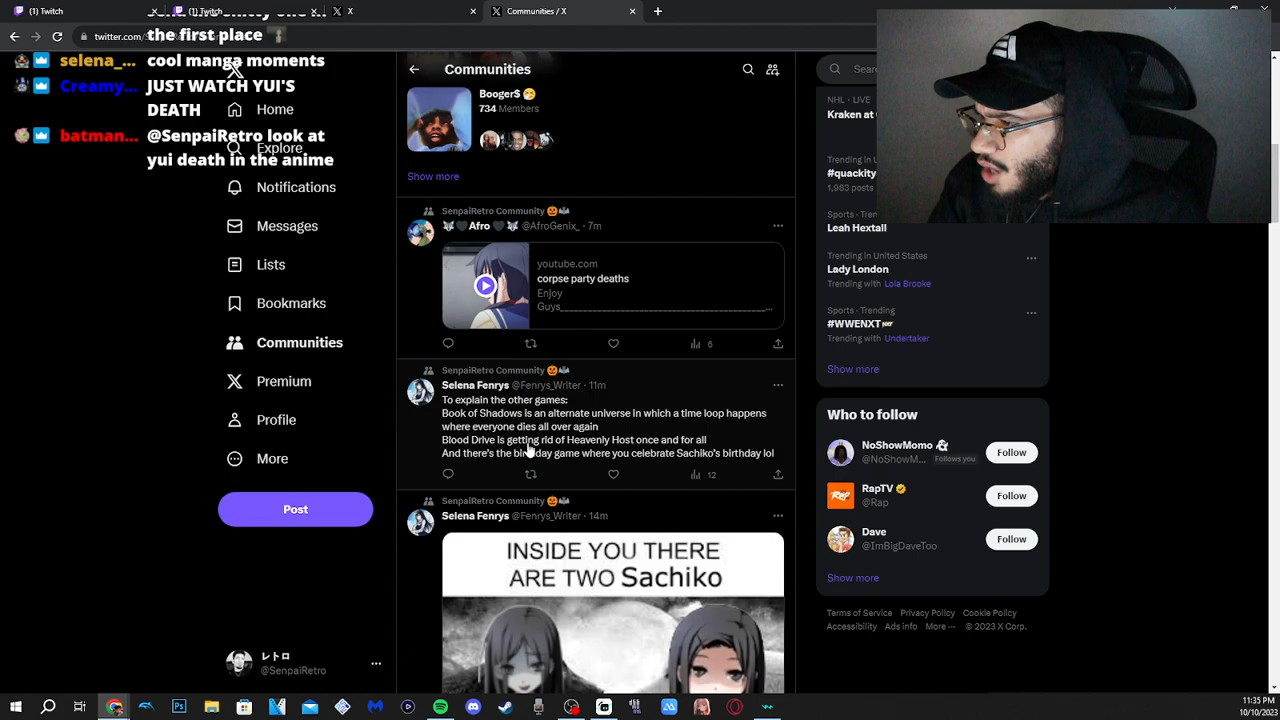 (1) Twitch
(1) Twitch
X
Communities / X
twitter.com/S
the first place
selena_... cool manga moments
Creamy... JUST WATCH YUI'S
DEATH
batman... @SenpaiRetro look at
yui death in the anime
Home
Explore
Notifications
Messages
Lists
Bookmarks
Communities
Premium
Profile
More
Post
レトロ
@SenpaiRetro
Communities
Booger$
734 Members
Show more
SenpaiRetro Community
Afro @AfroGenIx_ · 7m
youtube.com
corpse party deaths
Enjoy
Guys_______________________________________...
6
SenpaiRetro Community
Selena Fenrys @Fenrys_Writer · 11m
To explain the other games:
Book of Shadows is an alternate universe in which a time loop happens
where everyone dies all over again
Blood Drive is getting rid of Heavenly Host once and for all
And there's the birthday game where you celebrate Sachiko's birthday lol
12
SenpaiRetro Community
Selena Fenrys @Fenrys_Writer · 14m
INSIDE YOU THERE
ARE TWO Sachiko
Sear
NHL · LIVE
Kraken at
Trending in U
#quackity
1,983 posts
Sports · Tren
Leah Hextall
Trending in United States
Lady London
Trending with Lola Brooke
Sports · Trending
#WWENXT
Trending with Undertaker
Show more
Who to follow
NoShowMomo
@NoShowM... Follows you
Follow
RapTV
@Rap
Follow
Dave
@ImBigDaveToo
Follow
Show more
Terms of Service Privacy Policy Cookie Policy
Accessibility Ads info More ··· © 2023 X Corp.
11:35 PM
10/10/2023